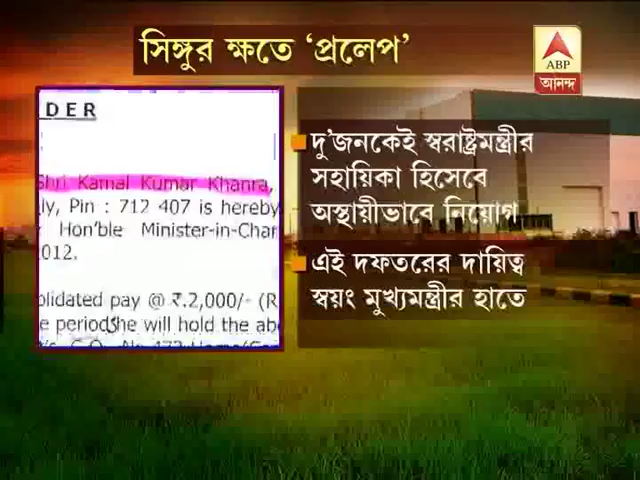 সিঙ্গুর ক্ষতে ‘প্রলেপ’
ABP
আনন্দ
DER
Shri Kamal Kumar Khanra,
ly, Pin : 712 407 is hereby
Hon'ble Minister-in-Char
2012.
olidated pay @ ₹.2,000/- (R
e period she will hold the abo
দু’জনকেই স্বরাষ্ট্রমন্ত্রীর
সহায়িকা হিসেবে
অস্থায়ীভাবে নিয়োগ
এই দফতরের দায়িত্ব
স্বয়ং মুখ্যমন্ত্রীর হাতে